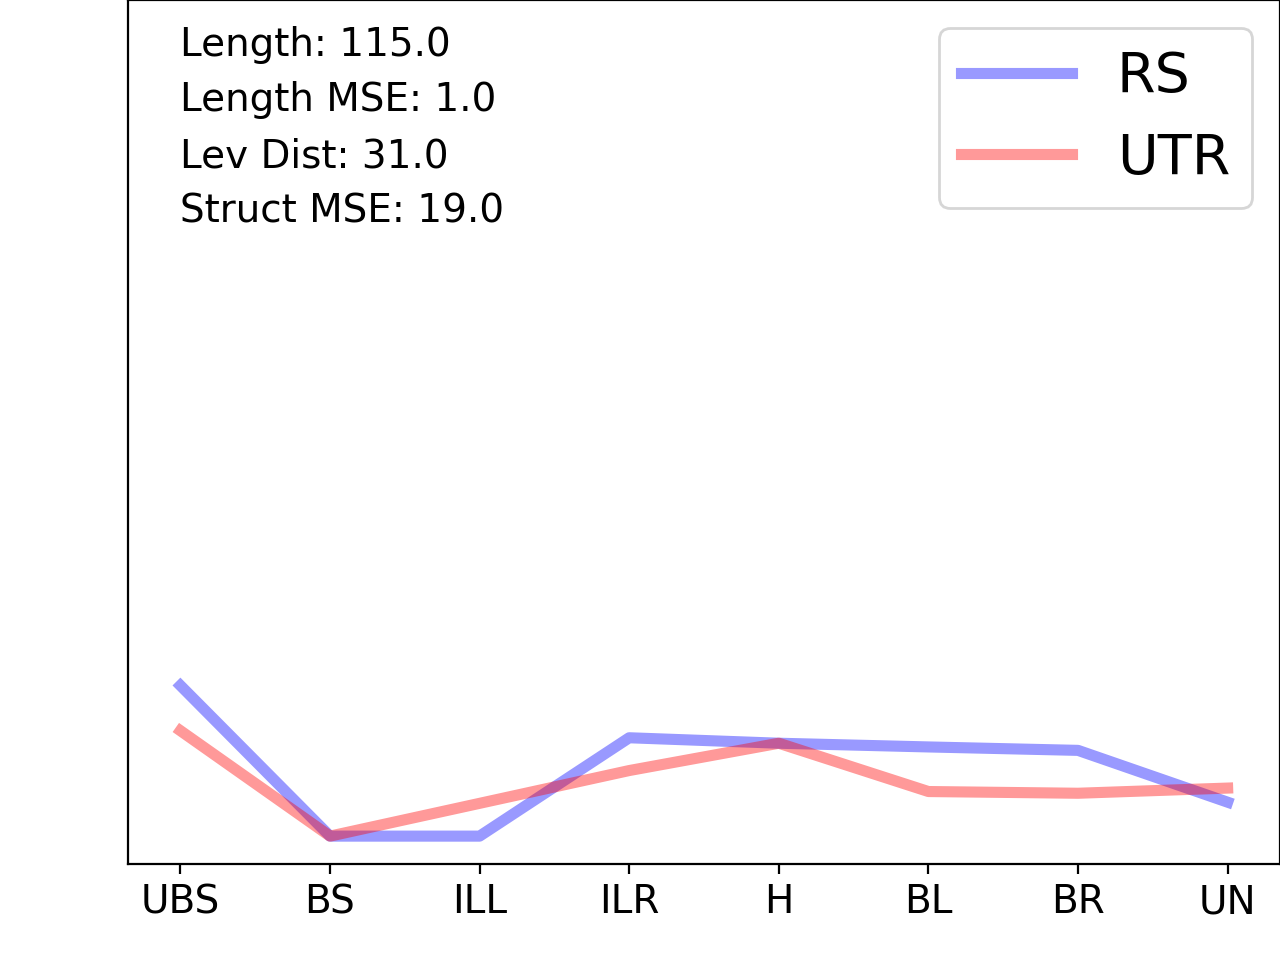 Length: 115.0
Length MSE: 1.0
Lev Dist: 31.0
Struct MSE: 19.0
RS
UTR
UBS BS ILL ILR H BL BR UN